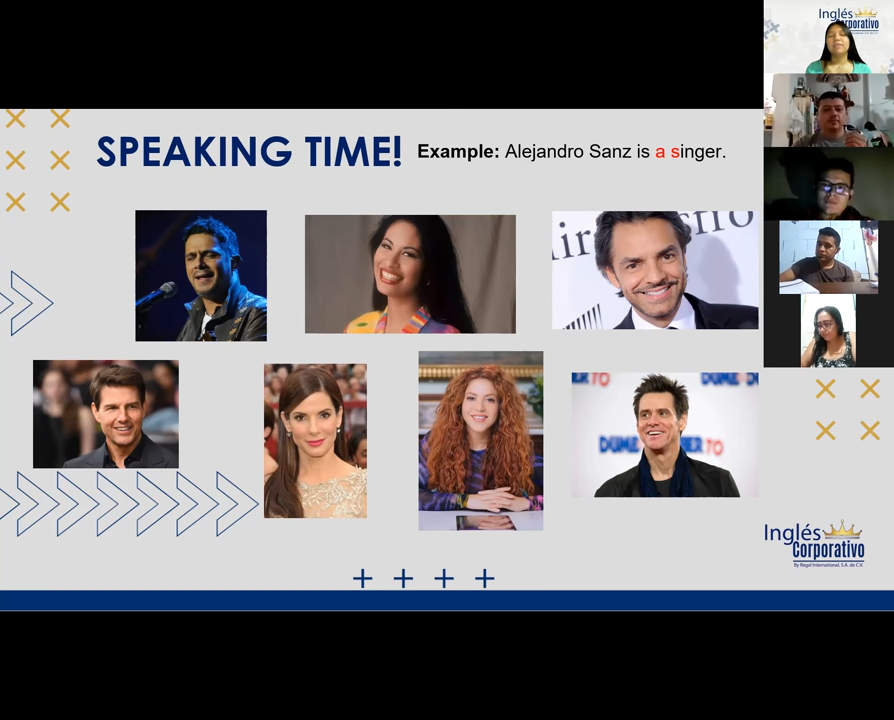 Inglés
Corporativo
SPEAKING TIME!
Example: Alejandro Sanz is a singer.
Inglés
Corporativo
By Regal International, S.A. de C.V.